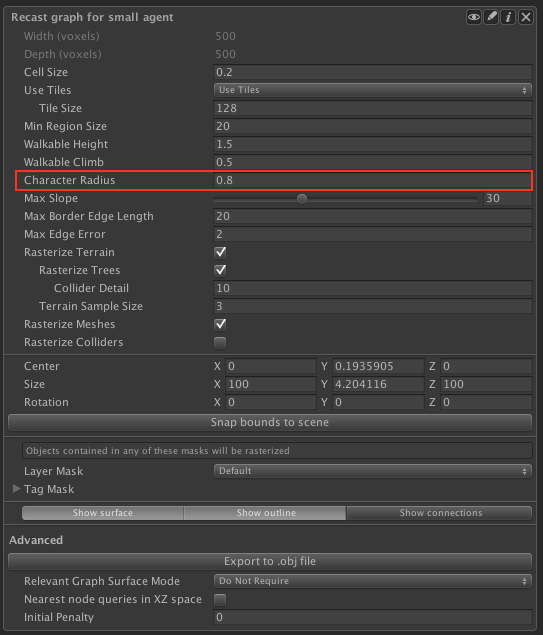 Recast graph for small agent
Width (voxels) 500
Depth (voxels) 500
Cell Size 0.2
Use Tiles Use Tiles
Tile Size 128
Min Region Size 20
Walkable Height 1.5
Walkable Climb 0.5
Character Radius 0.8
Max Slope 30
Max Border Edge Length 20
Max Edge Error 2
Rasterize Terrain
Rasterize Trees
Collider Detail 10
Terrain Sample Size 3
Rasterize Meshes
Rasterize Colliders
Center X 0 Y 0.1935905 Z 0
Size X 100 Y 4.204116 Z 100
Rotation X 0 Y 0 Z 0
Snap bounds to scene
Objects contained in any of these masks will be rasterized
Layer Mask Default
Tag Mask
Show surface Show outline Show connections
Advanced
Export to .obj file
Relevant Graph Surface Mode Do Not Require
Nearest node queries in XZ space
Initial Penalty 0